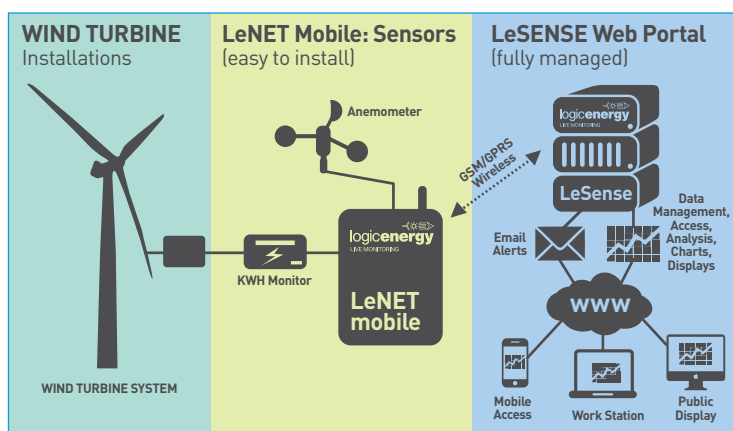 WIND TURBINE
Installations
WIND TURBINE SYSTEM
LeNET Mobile: Sensors
(easy to install)
Anemometer
KWH Monitor
logicenergy
LIVE MONITORING
LeNET
mobile
GSM/GPRS
Wireless
LeSENSE Web Portal
(fully managed)
logicenergy
LIVE MONITORING
LeSense
Email
Alerts
Data
Management,
Access,
Analysis,
Charts,
Displays
WWW
Mobile
Access
Work Station
Public
Display